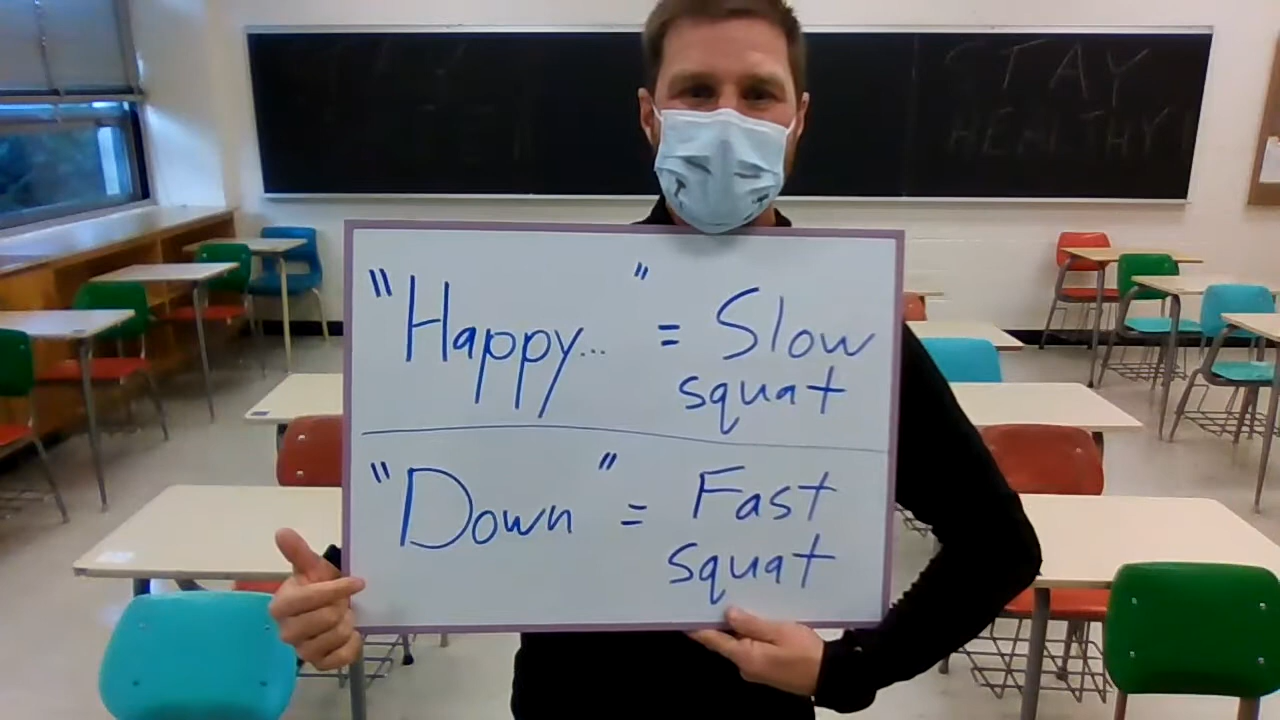 STAY
HEALTHY
"Happy... " = Slow
squat
"Down " = Fast
squat